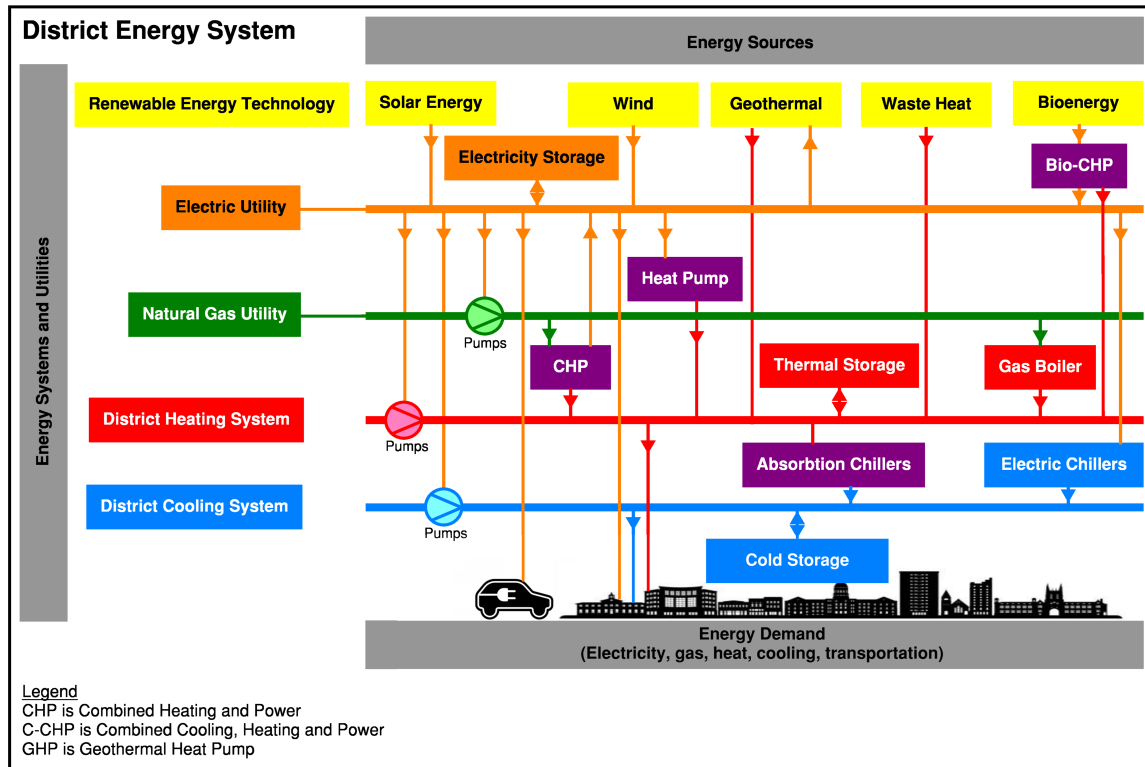 District Energy System
Energy Sources
Renewable Energy Technology
Solar Energy
Wind
Geothermal
Waste Heat
Bioenergy
Electricity Storage
Bio-CHP
Electric Utility
Energy Systems and Utilities
Heat Pump
Natural Gas Utility
Pumps
CHP
Thermal Storage
Gas Boiler
District Heating System
Pumps
Absorbtion Chillers
Electric Chillers
District Cooling System
Pumps
Cold Storage
Energy Demand
(Electricity, gas, heat, cooling, transportation)
Legend
CHP is Combined Heating and Power
C-CHP is Combined Cooling, Heating and Power
GHP is Geothermal Heat Pump